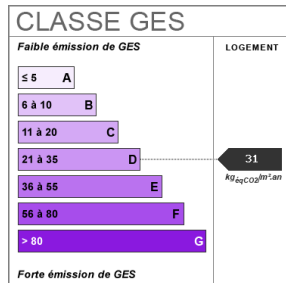 CLASSE GES
Faible émission de GES
LOGEMENT
≤ 5 A
6 à 10 B
11 à 20 C
21 à 35 D
31
kgéqCO2/m².an
36 à 55 E
56 à 80 F
> 80 G
Forte émission de GES